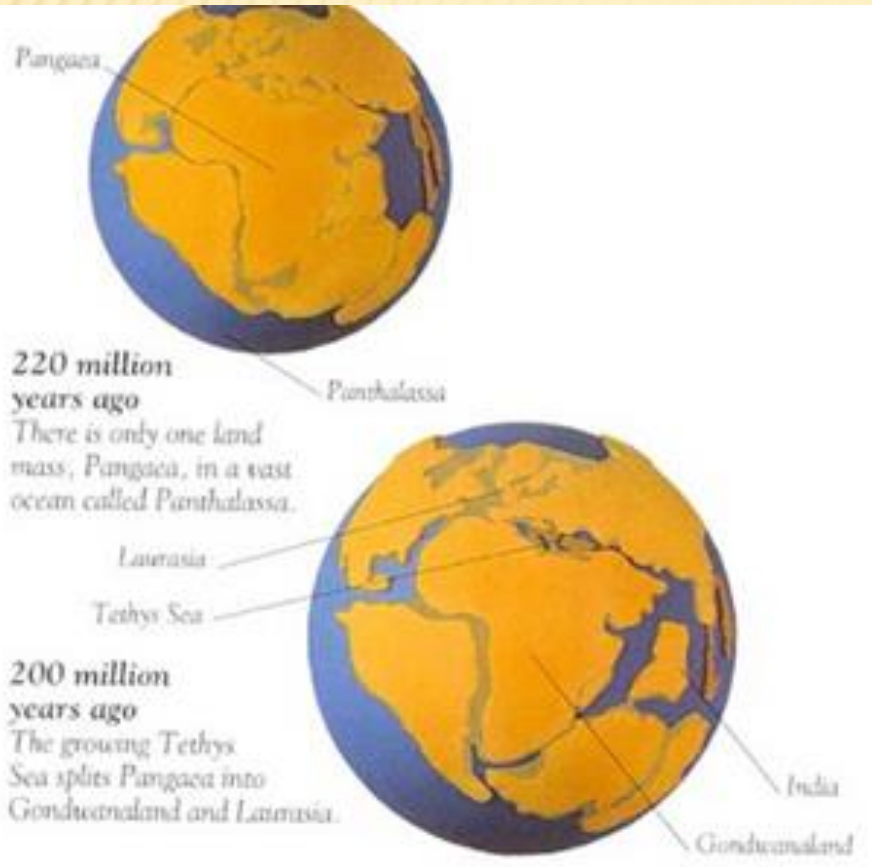 Pangaea
220 million
years ago
There is only one land
mass, Pangaea, in a vast
ocean called Panthalassa.
Panthalassa
Laurasia
Tethys Sea
200 million
years ago
The growing Tethys
Sea splits Pangaea into
Gondwanaland and Laurasia.
India
Gondwanaland